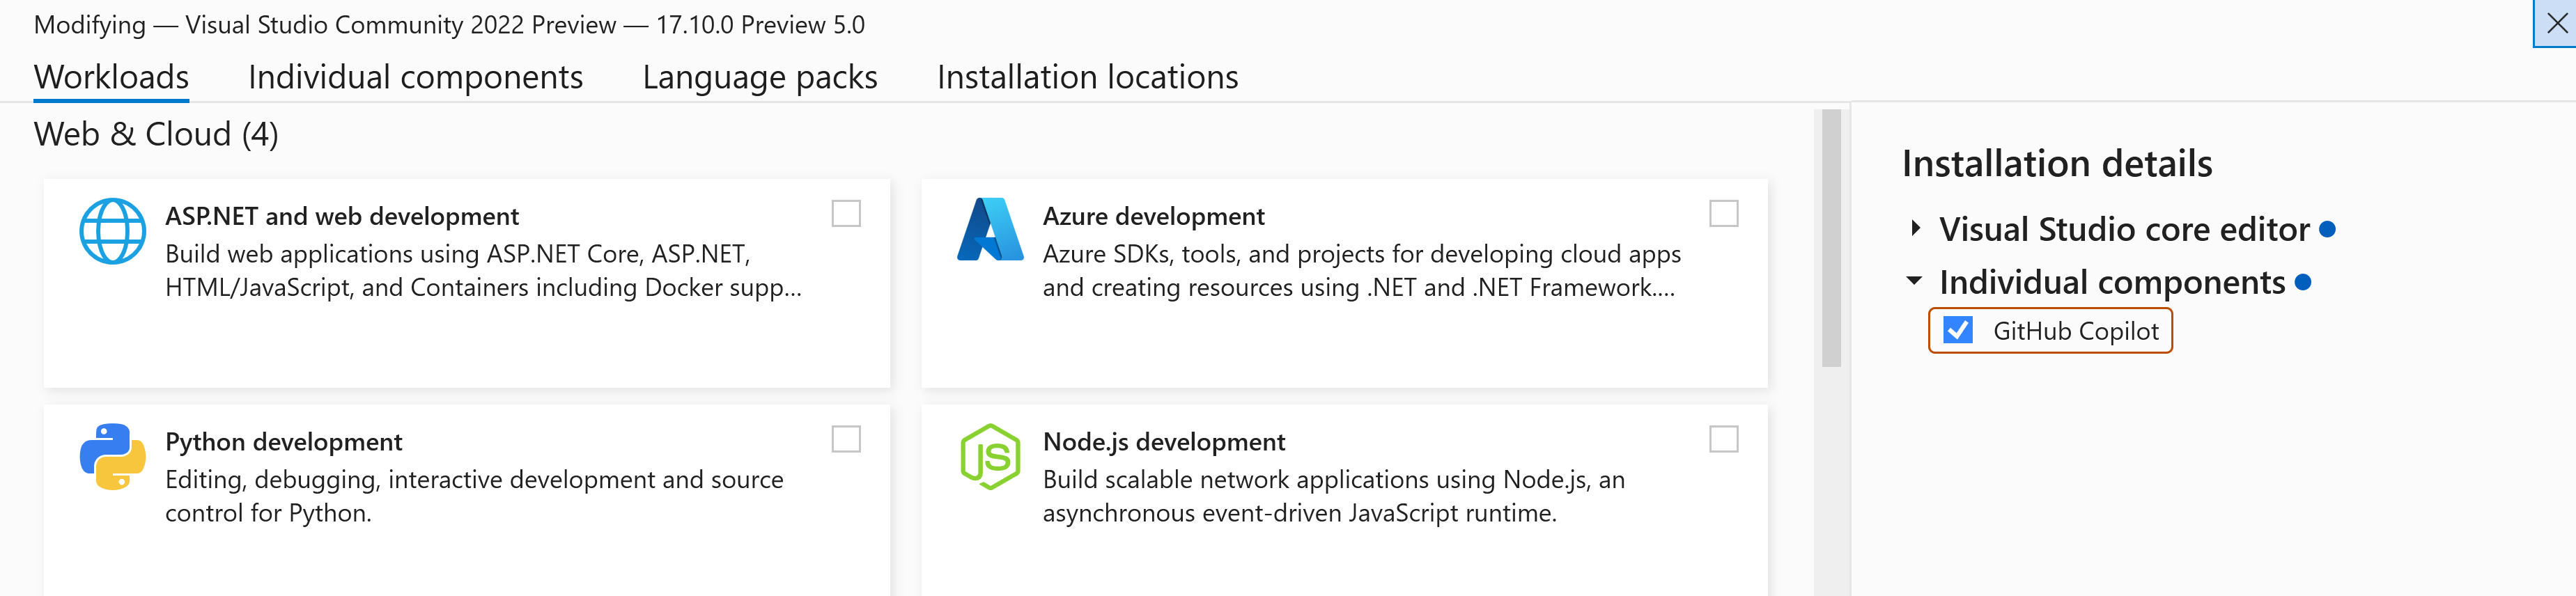 Modifying — Visual Studio Community 2022 Preview — 17.10.0 Preview 5.0
Workloads Individual components Language packs Installation locations
Web & Cloud (4)
ASP.NET and web development
Build web applications using ASP.NET Core, ASP.NET,
HTML/JavaScript, and Containers including Docker supp...
Azure development
Azure SDKs, tools, and projects for developing cloud apps
and creating resources using .NET and .NET Framework....
Python development
Editing, debugging, interactive development and source
control for Python.
JS
Node.js development
Build scalable network applications using Node.js, an
asynchronous event-driven JavaScript runtime.
Installation details
Visual Studio core editor
Individual components
GitHub Copilot